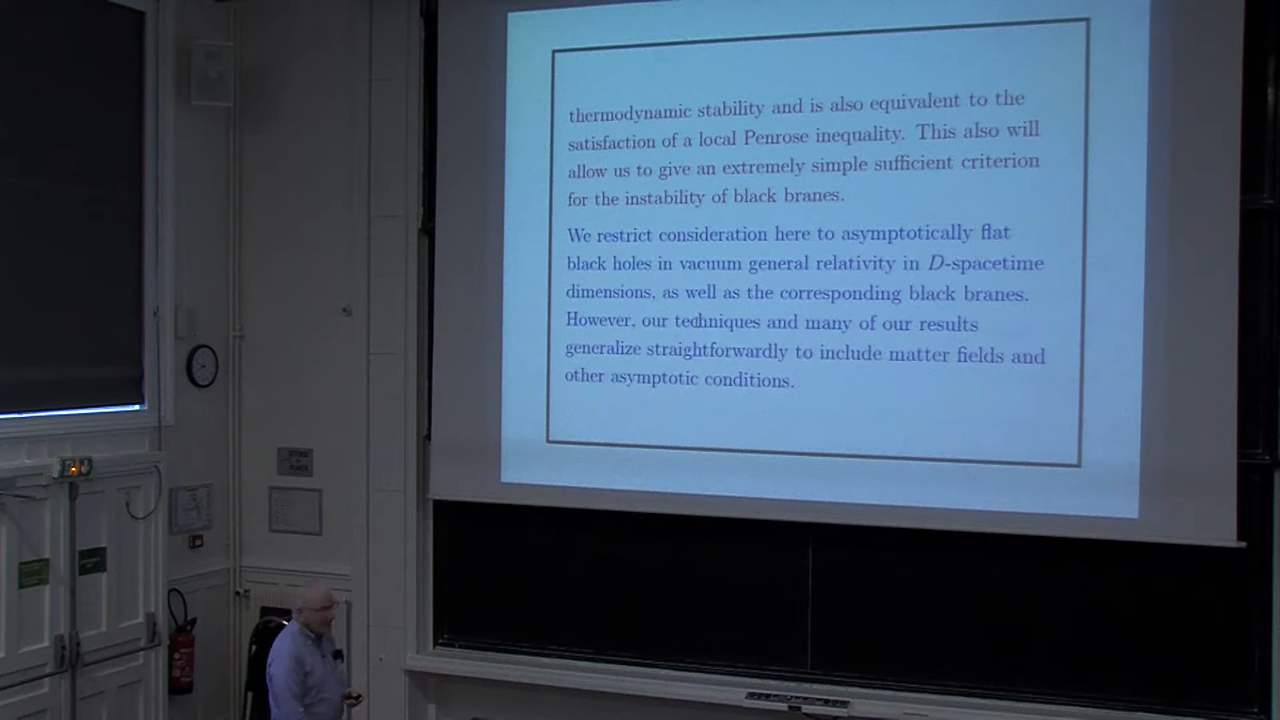 thermodynamic stability and is also equivalent to the
satisfaction of a local Penrose inequality. This also will
allow us to give an extremely simple sufficient criterion
for the instability of black branes.
We restrict consideration here to asymptotically flat
black holes in vacuum general relativity in D-spacetime
dimensions, as well as the corresponding black branes.
However, our techniques and many of our results
generalize straightforwardly to include matter fields and
other asymptotic conditions.